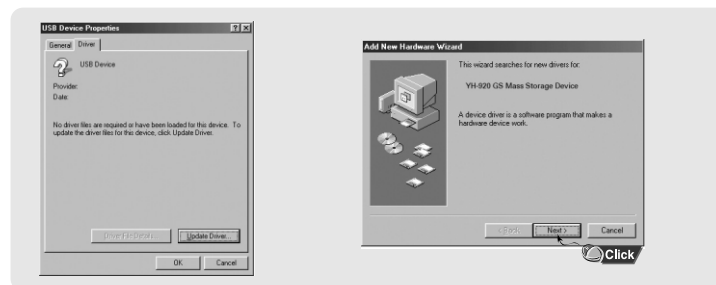 USB Device Properties
General Driver
USB Device
Provider:
Date:
No driver files are required or have been loaded for this device. To
update the driver files for this device, click Update Driver.
Driver File Details...
Update Driver...
OK Cancel
Add New Hardware Wizard
This wizard searches for new drivers for:
YH-920 GS Mass Storage Device
A device driver is a software program that makes a
hardware device work.
< Back Next > Cancel
Click